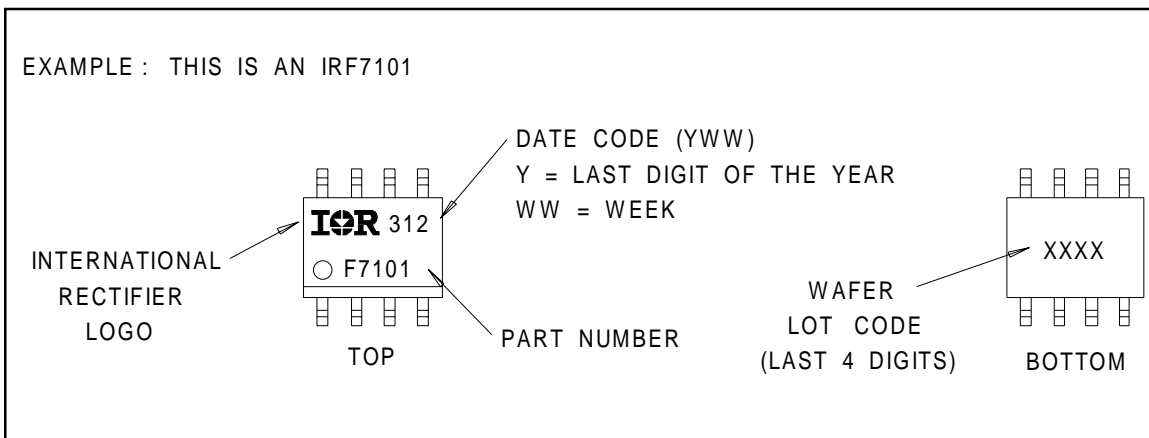 EXAMPLE : THIS IS AN IRF7101
DATE CODE (YWW)
Y = LAST DIGIT OF THE YEAR
WW = WEEK
IOR 312
F7101
INTERNATIONAL
RECTIFIER
LOGO
PART NUMBER
TOP
XXXX
WAFER
LOT CODE
(LAST 4 DIGITS)
BOTTOM